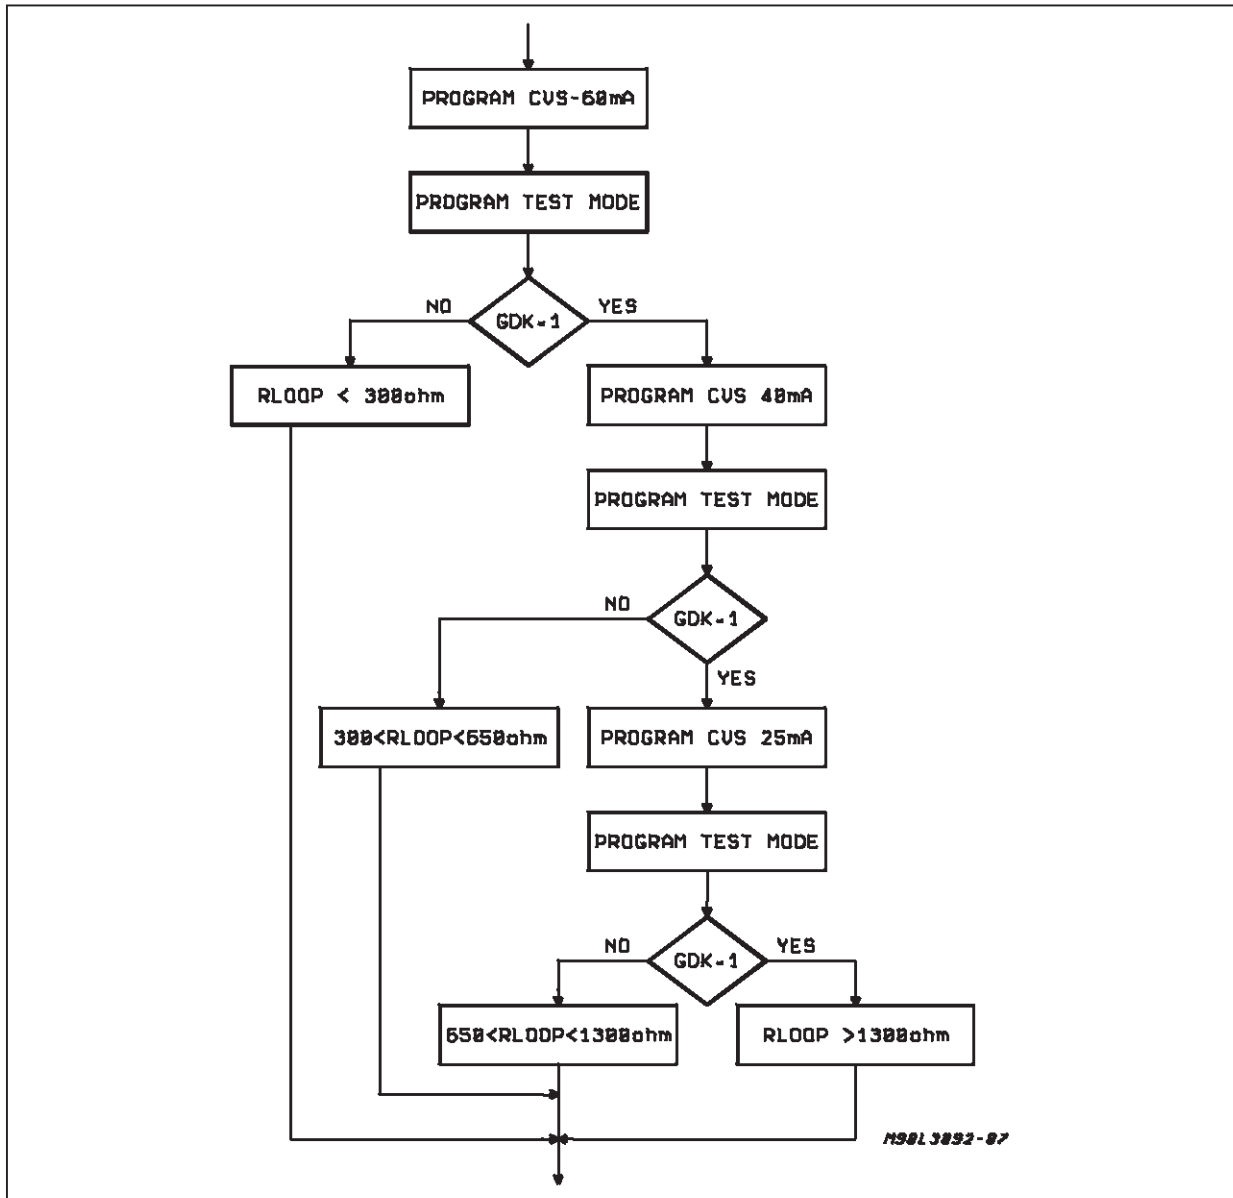 PROGRAM CVS-60mA
PROGRAM TEST MODE
NO
YES
GDK=1
RLOOP < 300ohm
PROGRAM CVS 40mA
PROGRAM TEST MODE
NO
GDK=1
YES
300<RLOOP<650ohm
PROGRAM CVS 25mA
PROGRAM TEST MODE
NO
YES
GDK=1
650<RLOOP<1300ohm
RLOOP >1300ohm
M90L3092-07